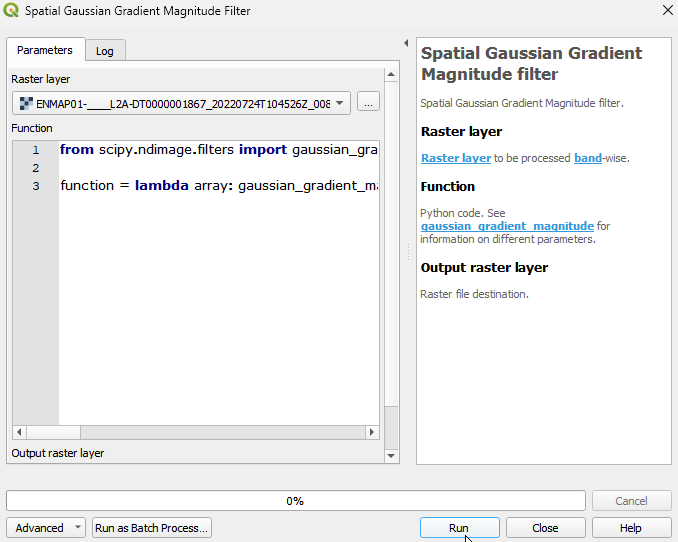 Spatial Gaussian Gradient Magnitude Filter
Parameters
Log
Raster layer
ENMAP01-____L2A-DT0000001867_20220724T104526Z_008
...
Function
1 from scipy.ndimage.filters import gaussian_gra
2
3 function = lambda array: gaussian_gradient_ma
Output raster layer
Spatial Gaussian Gradient
Magnitude filter
Spatial Gaussian Gradient Magnitude filter.
Raster layer
Raster layer to be processed band-wise.
Function
Python code. See
gaussian_gradient_magnitude for
information on different parameters.
Output raster layer
Raster file destination.
0%
Cancel
Advanced
Run as Batch Process...
Run
Close
Help